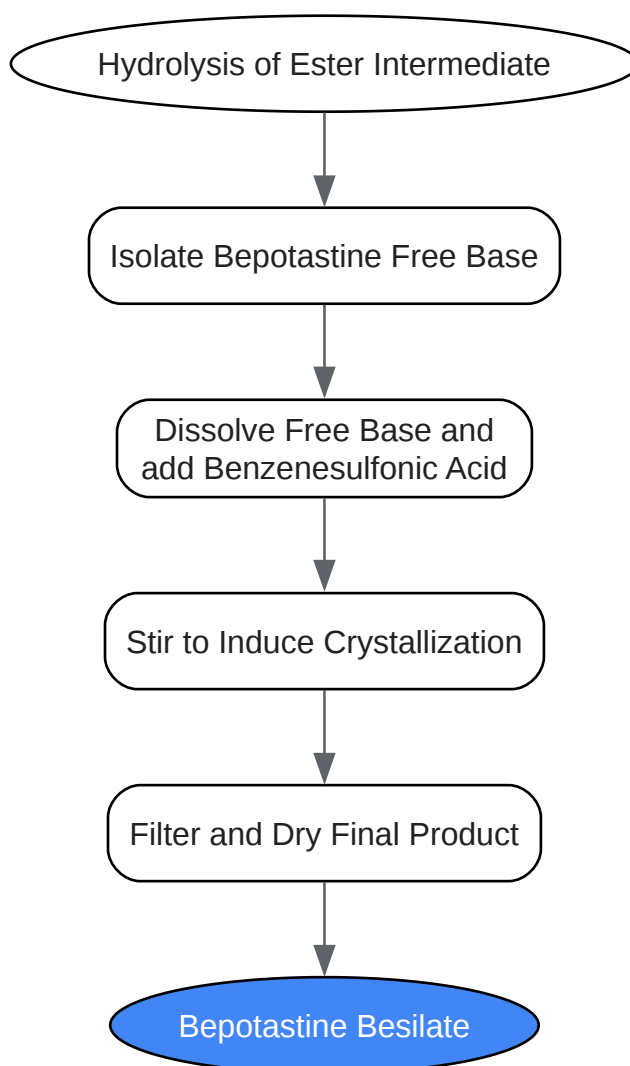 Hydrolysis of Ester Intermediate
Isolate Bepotastine Free Base
Dissolve Free Base and
add Benzenesulfonic Acid
Stir to Induce Crystallization
Filter and Dry Final Product
Bepotastine Besilate